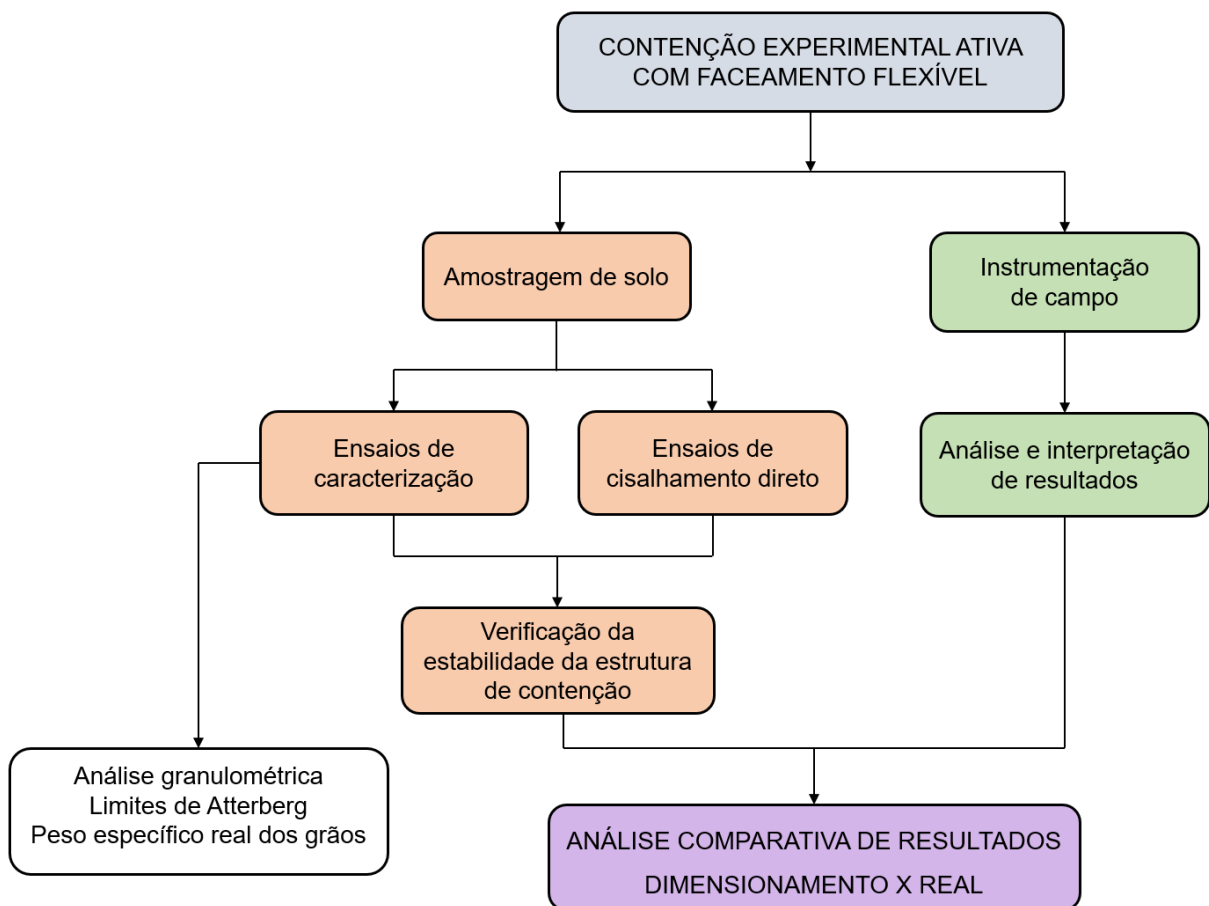 CONTENÇÃO EXPERIMENTAL ATIVA
COM FACEAMENTO FLEXÍVEL
Amostragem de solo
Instrumentação
de campo
Ensaios de
caracterização
Ensaios de
cisalhamento direto
Análise e interpretação
de resultados
Verificação da
estabilidade da estrutura
de contenção
Análise granulométrica
Limites de Atterberg
Peso específico real dos grãos
ANÁLISE COMPARATIVA DE RESULTADOS
DIMENSIONAMENTO X REAL